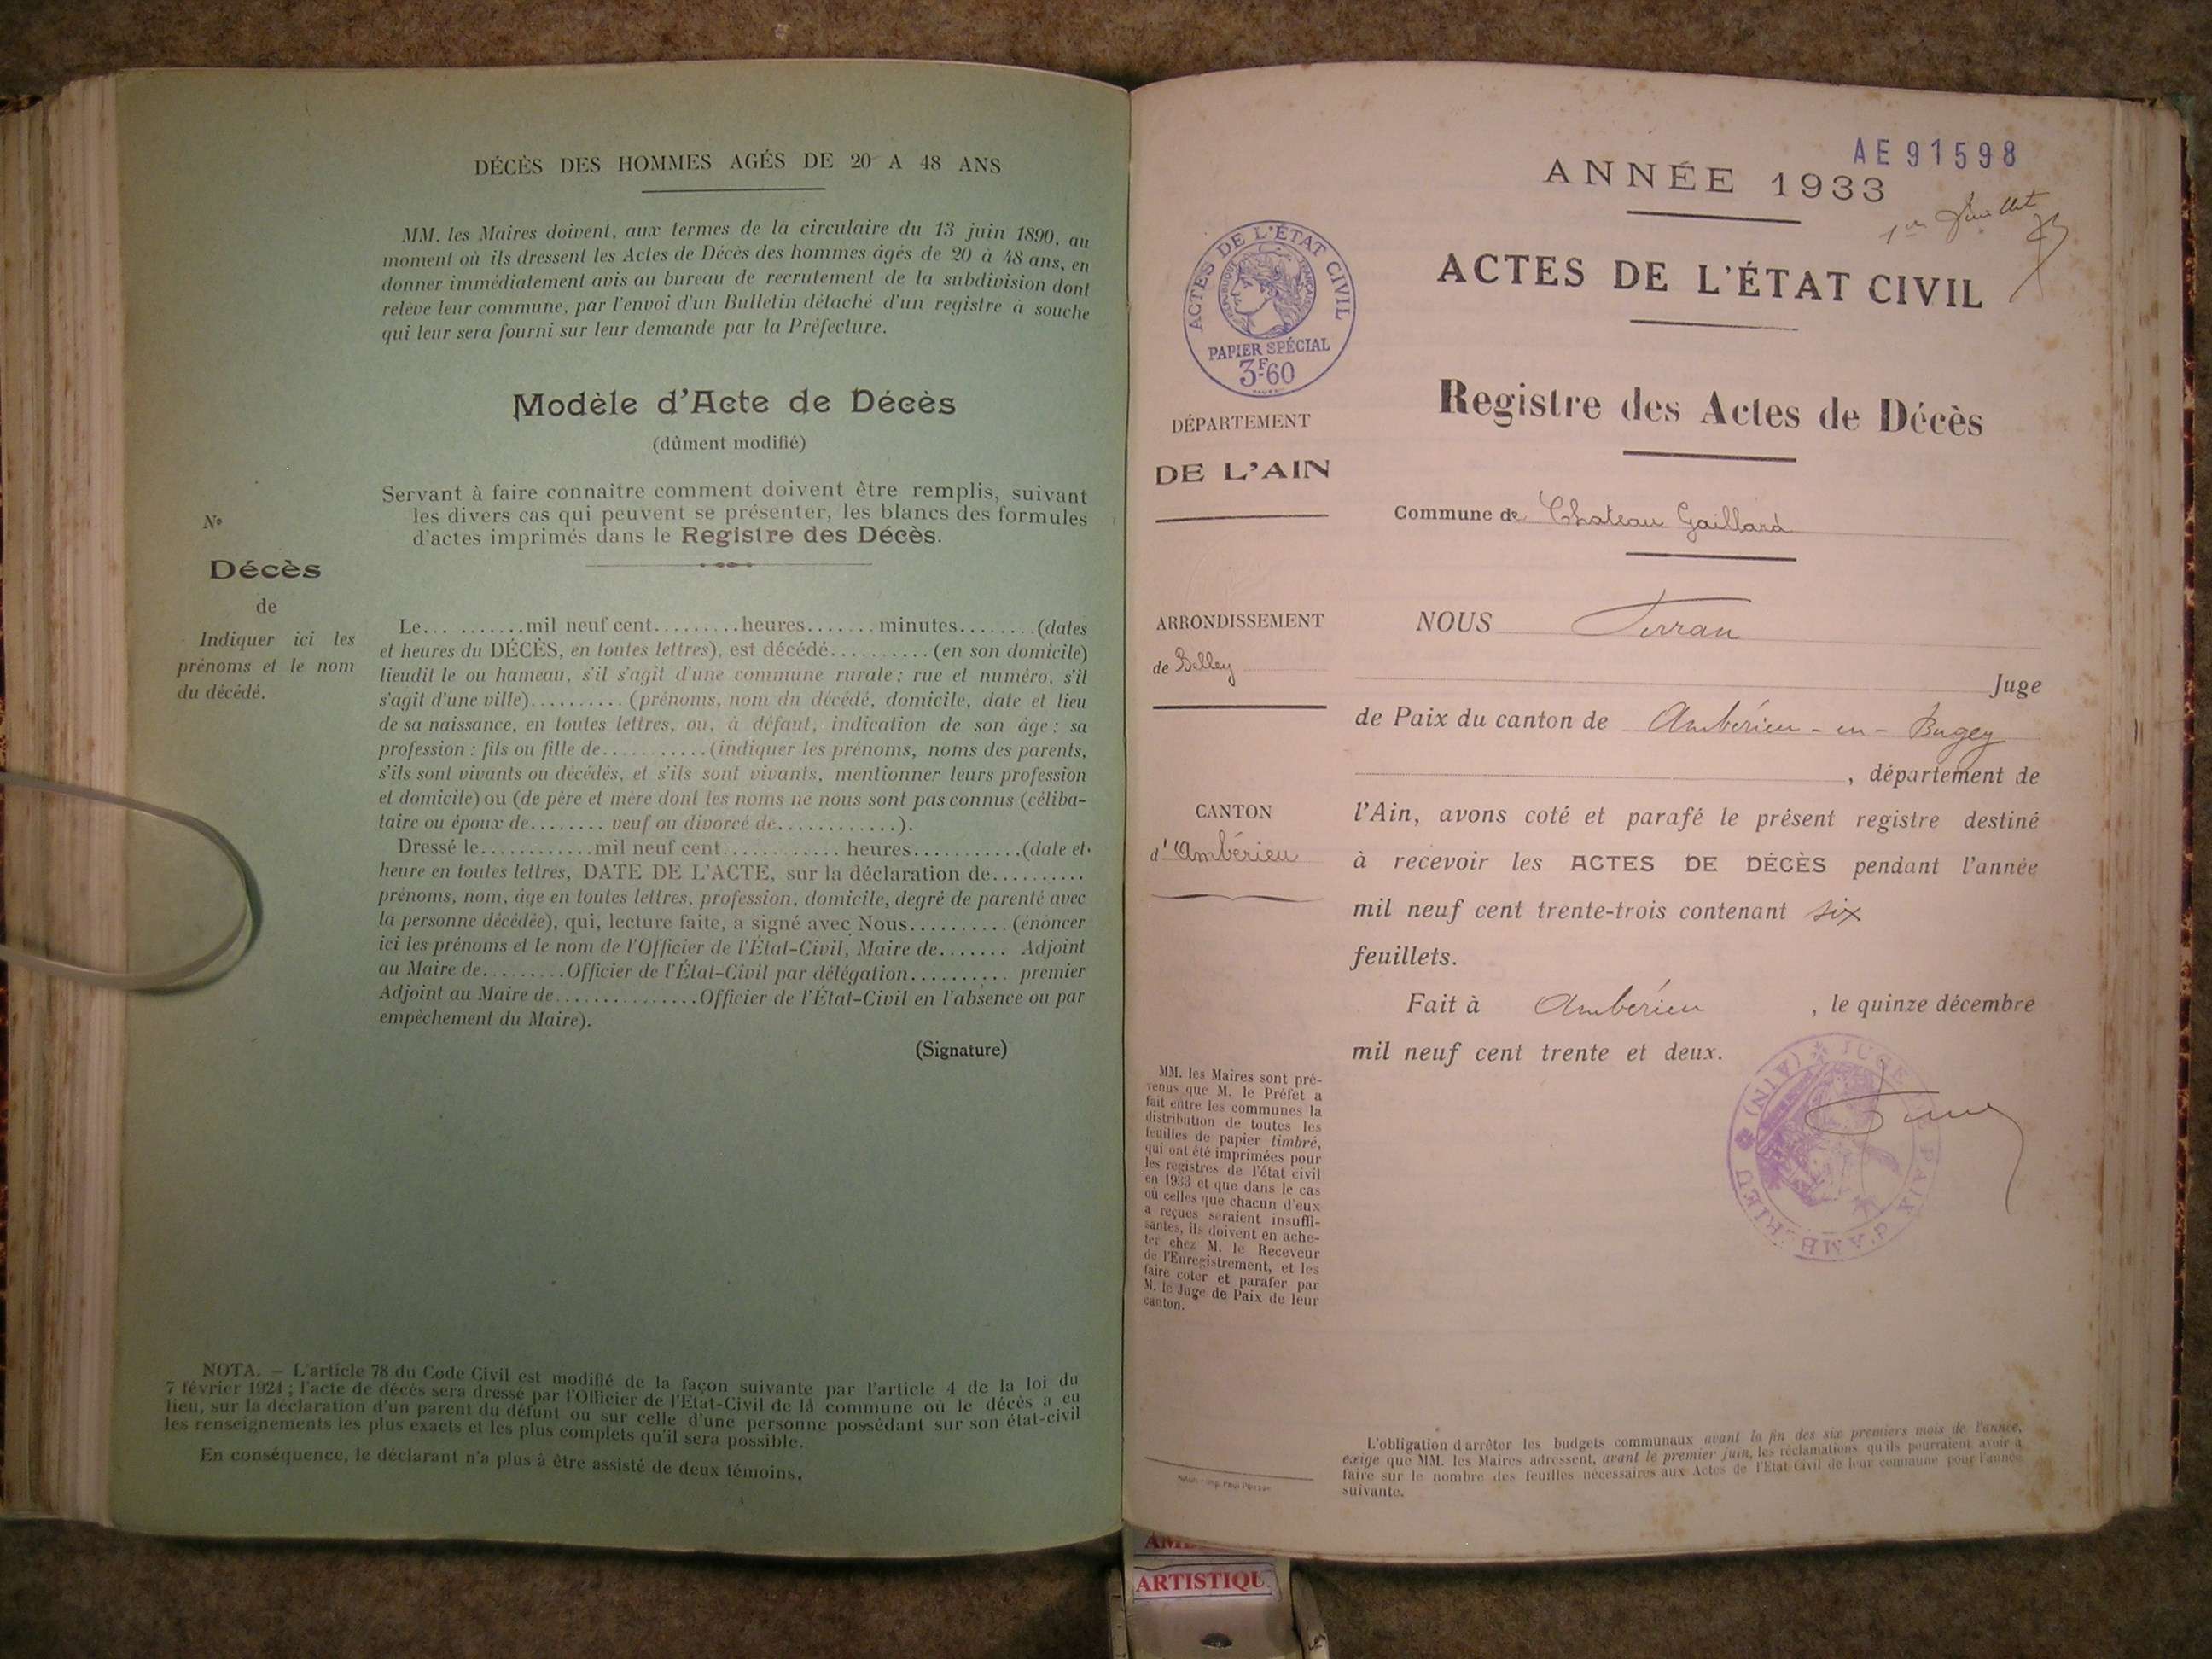 DÉCÈS DES HOMMES AGÉS DE 20 A 48 ANS
MM. les Maires doivent, aux termes de la circulaire du 13 juin 1890, au
moment où ils dressent les Actes de Décès des hommes âgés de 20 à 48 ans, en
donner immédiatement avis au bureau de recrutement de la subdivision dont
relève leur commune, par l'envoi d'un Bulletin détaché d'un registre à souche
qui leur sera fourni sur leur demande par la Préfecture.
Modèle d'Acte de Décès
(dûment modifié)
Servant à faire connaître comment doivent être remplis, suivant
les divers cas qui peuvent se présenter, les blancs des formules
d'actes imprimés dans le Registre des Décès.
N°
Décès
de
Indiquer ici les
prénoms et le nom
du décédé.
Le... .......mil neuf cent.........heures.......minutes........(dates
et heures du DÉCÈS, en toutes lettres), est décédé..........(en son domicile)
lieudit le ou hameau, s'il s'agit d'une commune rurale; rue et numéro, s'il
s'agit d'une ville)..........(prénoms, nom du décédé, domicile, date et lieu
de sa naissance, en toutes lettres, ou, à défaut, indication de son âge; sa
profession : fils ou fille de...........(indiquer les prénoms, noms des parents,
s'ils sont vivants ou décédés, et s'ils sont vivants, mentionner leurs profession
et domicile) ou (de père et mère dont les noms ne nous sont pas connus (céliba-
taire ou époux de........ veuf ou divorcé de............).
Dressé le............mil neuf cent............ heures...........(date et
heure en toutes lettres, DATE DE L'ACTE, sur la déclaration de..........
prénoms, nom, âge en toutes lettres, profession, domicile, degré de parenté avec
la personne décédée), qui, lecture faite, a signé avec Nous..........(énoncer
ici les prénoms et le nom de l'Officier de l'État-Civil, Maire de....... Adjoint
au Maire de.........Officier de l'État-Civil par délégation.......... premier
Adjoint au Maire de...............Officier de l'État-Civil en l'absence ou par
empêchement du Maire).
(Signature)
NOTA. — L'article 78 du Code Civil est modifié de la façon suivante par l'article 4 de la loi du
7 février 1924; l'acte de décès sera dressé par l'Officier de l'État-Civil de la commune où le décès a eu
lieu, sur la déclaration d'un parent du défunt ou sur celle d'une personne possédant sur son état-civil
les renseignements les plus exacts et les plus complets qu'il sera possible.
En conséquence, le déclarant n'a plus à être assisté de deux témoins.
AE 91598
ANNÉE 1933
1er feuillet
ACTES DE L'ÉTAT CIVIL
ACTES DE L'ÉTAT CIVIL
RÉPUBLIQUE FRANÇAISE
PAPIER SPÉCIAL
3F60
Registre des Actes de Décès
DÉPARTEMENT
DE L'AIN
Commune de Chateau Gaillard
ARRONDISSEMENT
de Belley
NOUS Ferran
Juge
de Paix du canton de Ambérieu-en-Bugey
, département de
CANTON
d'Ambérieu
l'Ain, avons coté et parafé le présent registre destiné
à recevoir les ACTES DE DÉCÈS pendant l'année
mil neuf cent trente-trois contenant six
feuillets.
Fait à Ambérieu , le quinze décembre
mil neuf cent trente et deux.
JUGE DE PAIX D'AMBÉRIEU (AIN)
MM. les Maires sont pré-
venus que M. le Préfet a
fait entre les communes la
distribution de toutes les
feuilles de papier timbré,
qui ont été imprimées pour
les registres de l'état civil
en 1933 et que dans le cas
où celles que chacun d'eux
a reçues seraient insuffi-
santes, ils doivent en ache-
ter chez M. le Receveur
de l'Enregistrement, et les
faire coter et parafer par
M. le Juge de Paix de leur
canton.
L'obligation d'arrêter les budgets communaux avant la fin des six premiers mois de l'année,
exige que MM. les Maires adressent, avant le premier juin, les réclamations qu'ils pourraient avoir à
faire sur le nombre des feuilles nécessaires aux Actes de l'État Civil de leur commune pour l'année
suivante.
ARTISTIQU